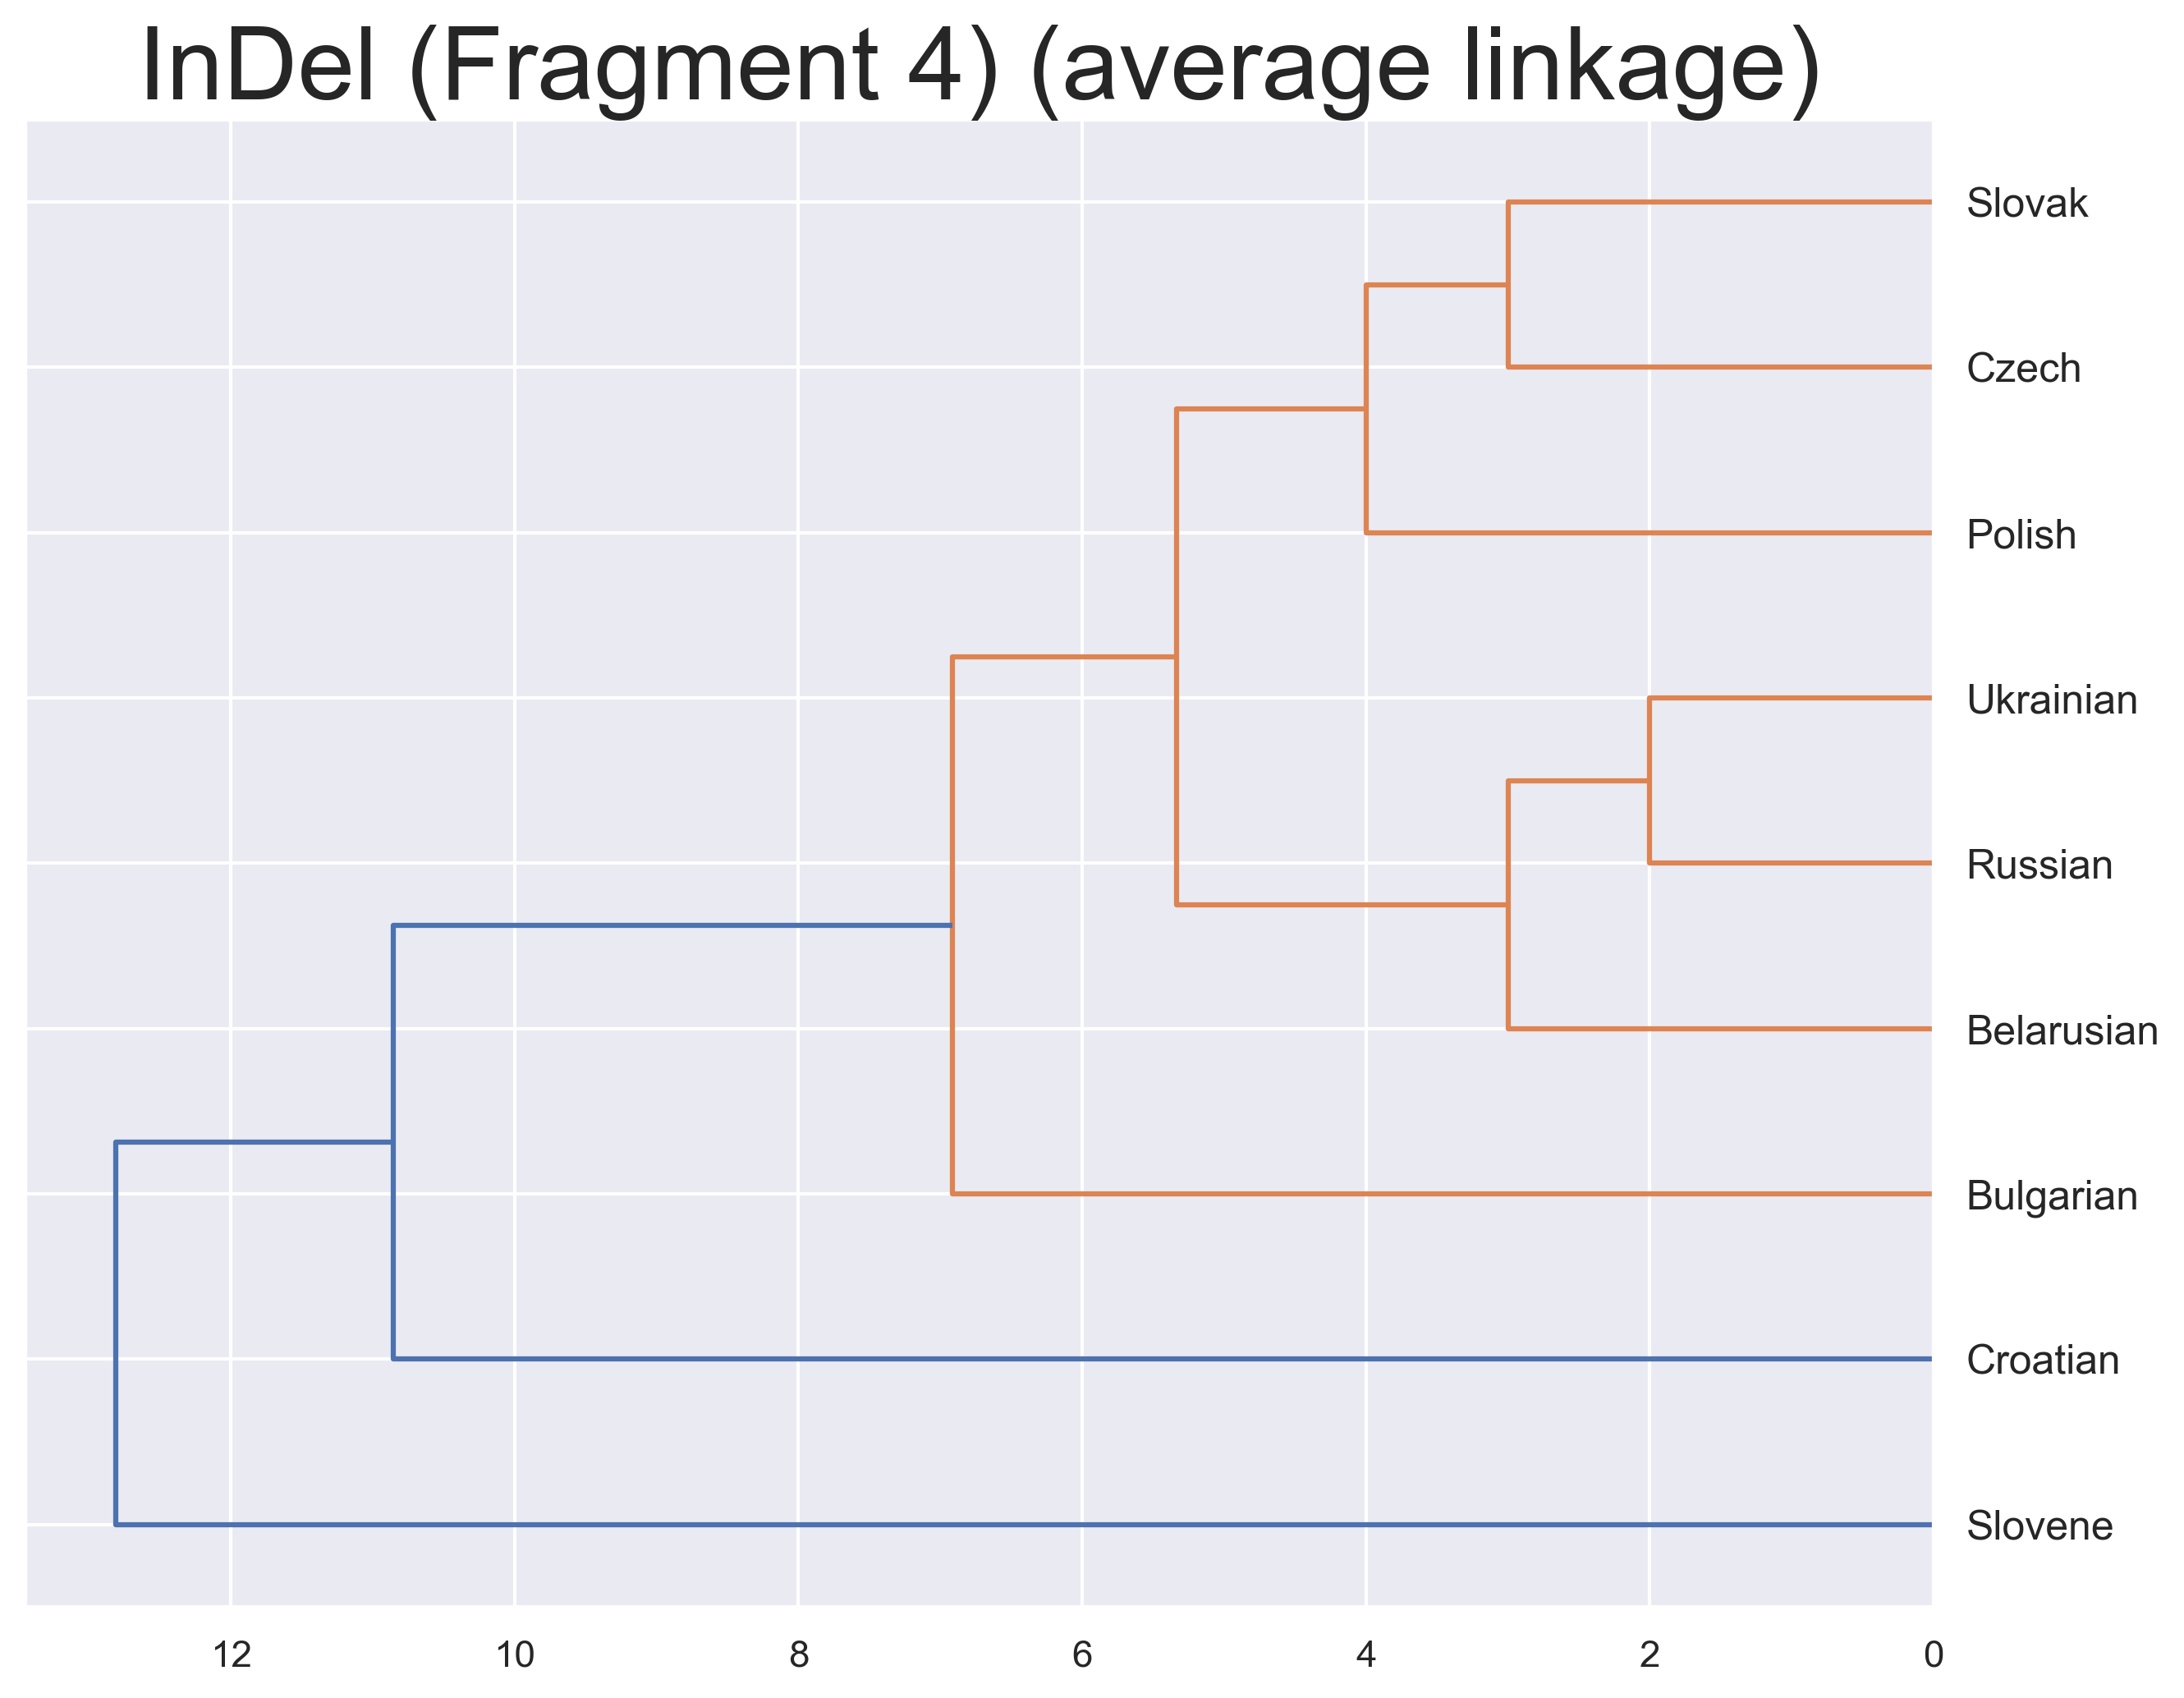 InDel (Fragment 4) (average linkage)
Slovak
Czech
Polish
Ukrainian
Russian
Belarusian
Bulgarian
Croatian
Slovene
12 10 8 6 4 2 0